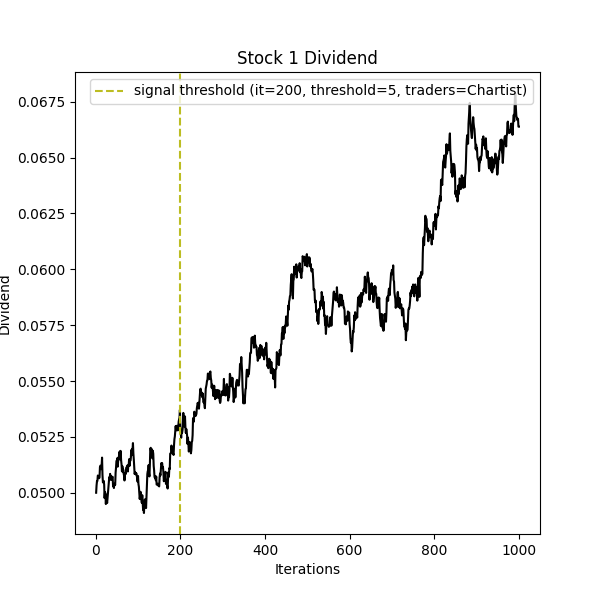 Stock 1 Dividend
signal threshold (it=200, threshold=5, traders=Chartist)
0.0675
0.0650
0.0625
0.0600
0.0575
0.0550
0.0525
0.0500
Dividend
0 200 400 600 800 1000
Iterations